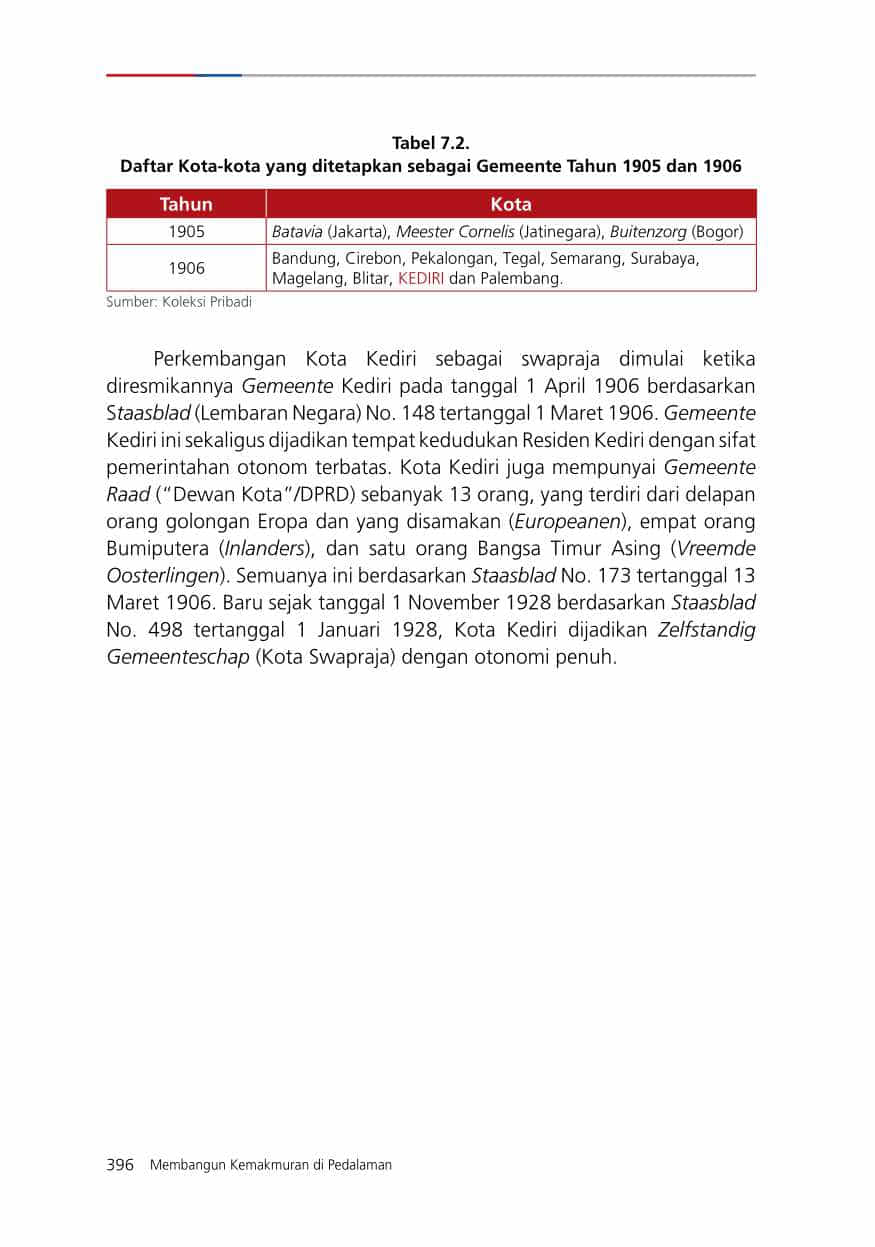 Tabel 7.2.
Daftar Kota-kota yang ditetapkan sebagai Gemeente Tahun 1905 dan 1906
Tahun Kota
1905 Batavia (Jakarta), Meester Cornelis (Jatinegara), Buitenzorg (Bogor)
1906 Bandung, Cirebon, Pekalongan, Tegal, Semarang, Surabaya,
Magelang, Blitar, KEDIRI dan Palembang.
Sumber: Koleksi Pribadi
Perkembangan Kota Kediri sebagai swapraja dimulai ketika
diresmikannya Gemeente Kediri pada tanggal 1 April 1906 berdasarkan
Staasblad (Lembaran Negara) No. 148 tertanggal 1 Maret 1906. Gemeente
Kediri ini sekaligus dijadikan tempat kedudukan Residen Kediri dengan sifat
pemerintahan otonom terbatas. Kota Kediri juga mempunyai Gemeente
Raad (“Dewan Kota”/DPRD) sebanyak 13 orang, yang terdiri dari delapan
orang golongan Eropa dan yang disamakan (Europeanen), empat orang
Bumiputera (Inlanders), dan satu orang Bangsa Timur Asing (Vreemde
Oosterlingen). Semuanya ini berdasarkan Staasblad No. 173 tertanggal 13
Maret 1906. Baru sejak tanggal 1 November 1928 berdasarkan Staasblad
No. 498 tertanggal 1 Januari 1928, Kota Kediri dijadikan Zelfstandig
Gemeenteschap (Kota Swapraja) dengan otonomi penuh.
396 Membangun Kemakmuran di Pedalaman